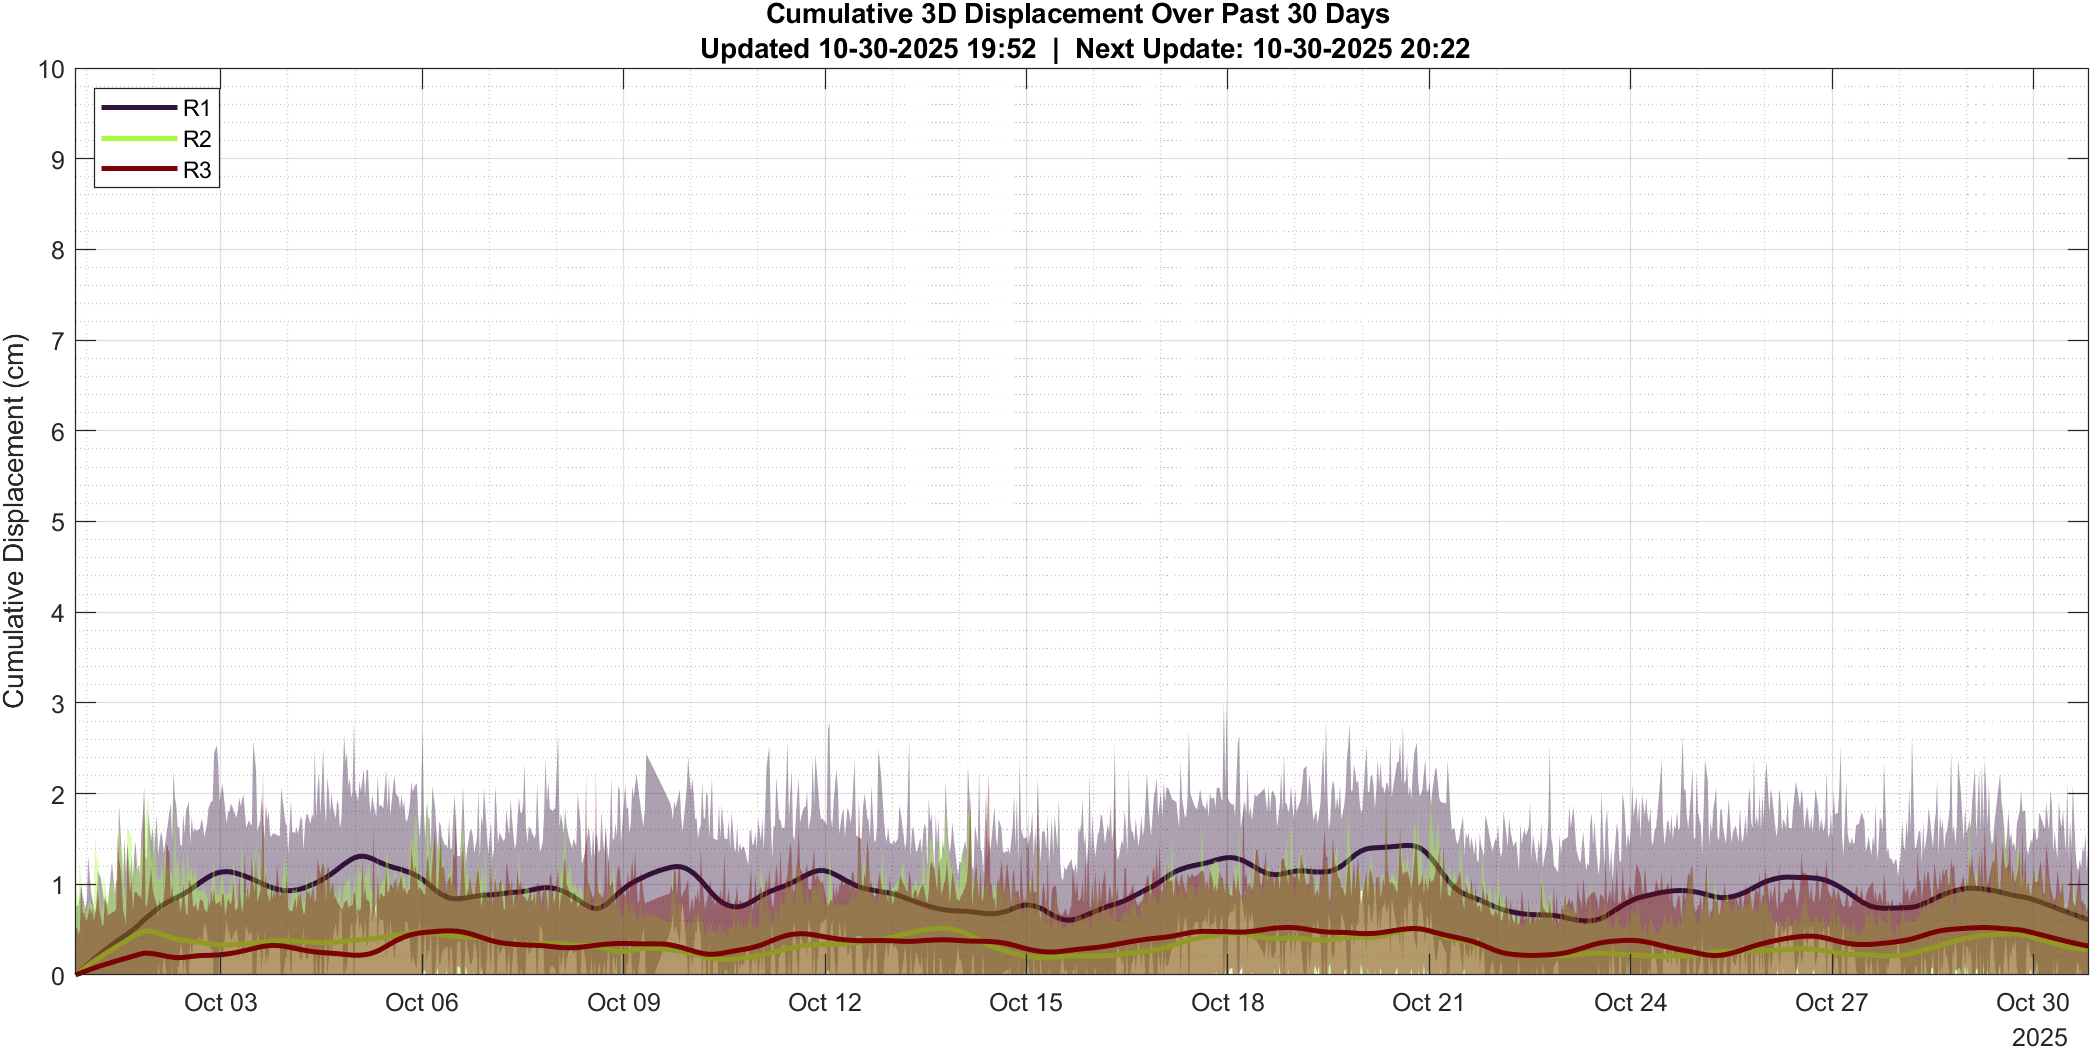 Cumulative 3D Displacement Over Past 30 Days
Updated 10-30-2025 19:52 | Next Update: 10-30-2025 20:22
R1
R2
R3
Cumulative Displacement (cm)
10
9
8
7
6
5
4
3
2
1
0
Oct 03 Oct 06 Oct 09 Oct 12 Oct 15 Oct 18 Oct 21 Oct 24 Oct 27 Oct 30
2025